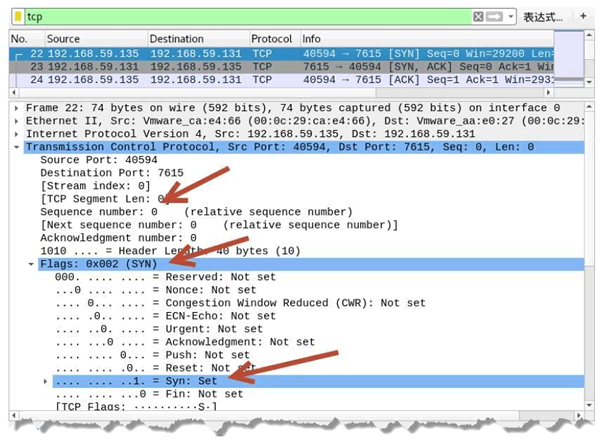 tcp 表达式… +
No. Source Destination Protocol Info
22 192.168.59.135 192.168.59.131 TCP 40594 → 7615 [SYN] Seq=0 Win=29200 Len=
23 192.168.59.131 192.168.59.135 TCP 7615 → 40594 [SYN, ACK] Seq=0 Ack=1 Wi
24 192.168.59.135 192.168.59.131 TCP 40594 → 7615 [ACK] Seq=1 Ack=1 Win=293
Frame 22: 74 bytes on wire (592 bits), 74 bytes captured (592 bits) on interface 0
Ethernet II, Src: Vmware_ca:e4:66 (00:0c:29:ca:e4:66), Dst: Vmware_aa:e0:27 (00:0c:29:
Internet Protocol Version 4, Src: 192.168.59.135, Dst: 192.168.59.131
Transmission Control Protocol, Src Port: 40594, Dst Port: 7615, Seq: 0, Len: 0
Source Port: 40594
Destination Port: 7615
[Stream index: 0]
[TCP Segment Len: 0]
Sequence number: 0 (relative sequence number)
[Next sequence number: 0 (relative sequence number)]
Acknowledgment number: 0
1010 .... = Header Length: 40 bytes (10)
Flags: 0x002 (SYN)
000. .... .... = Reserved: Not set
...0 .... .... = Nonce: Not set
.... 0... .... = Congestion Window Reduced (CWR): Not set
.... .0.. .... = ECN-Echo: Not set
.... ..0. .... = Urgent: Not set
.... ...0 .... = Acknowledgment: Not set
.... .... 0... = Push: Not set
.... .... .0.. = Reset: Not set
.... .... ..1. = Syn: Set
.... .... ...0 = Fin: Not set
[TCP Flags: ··········S·]